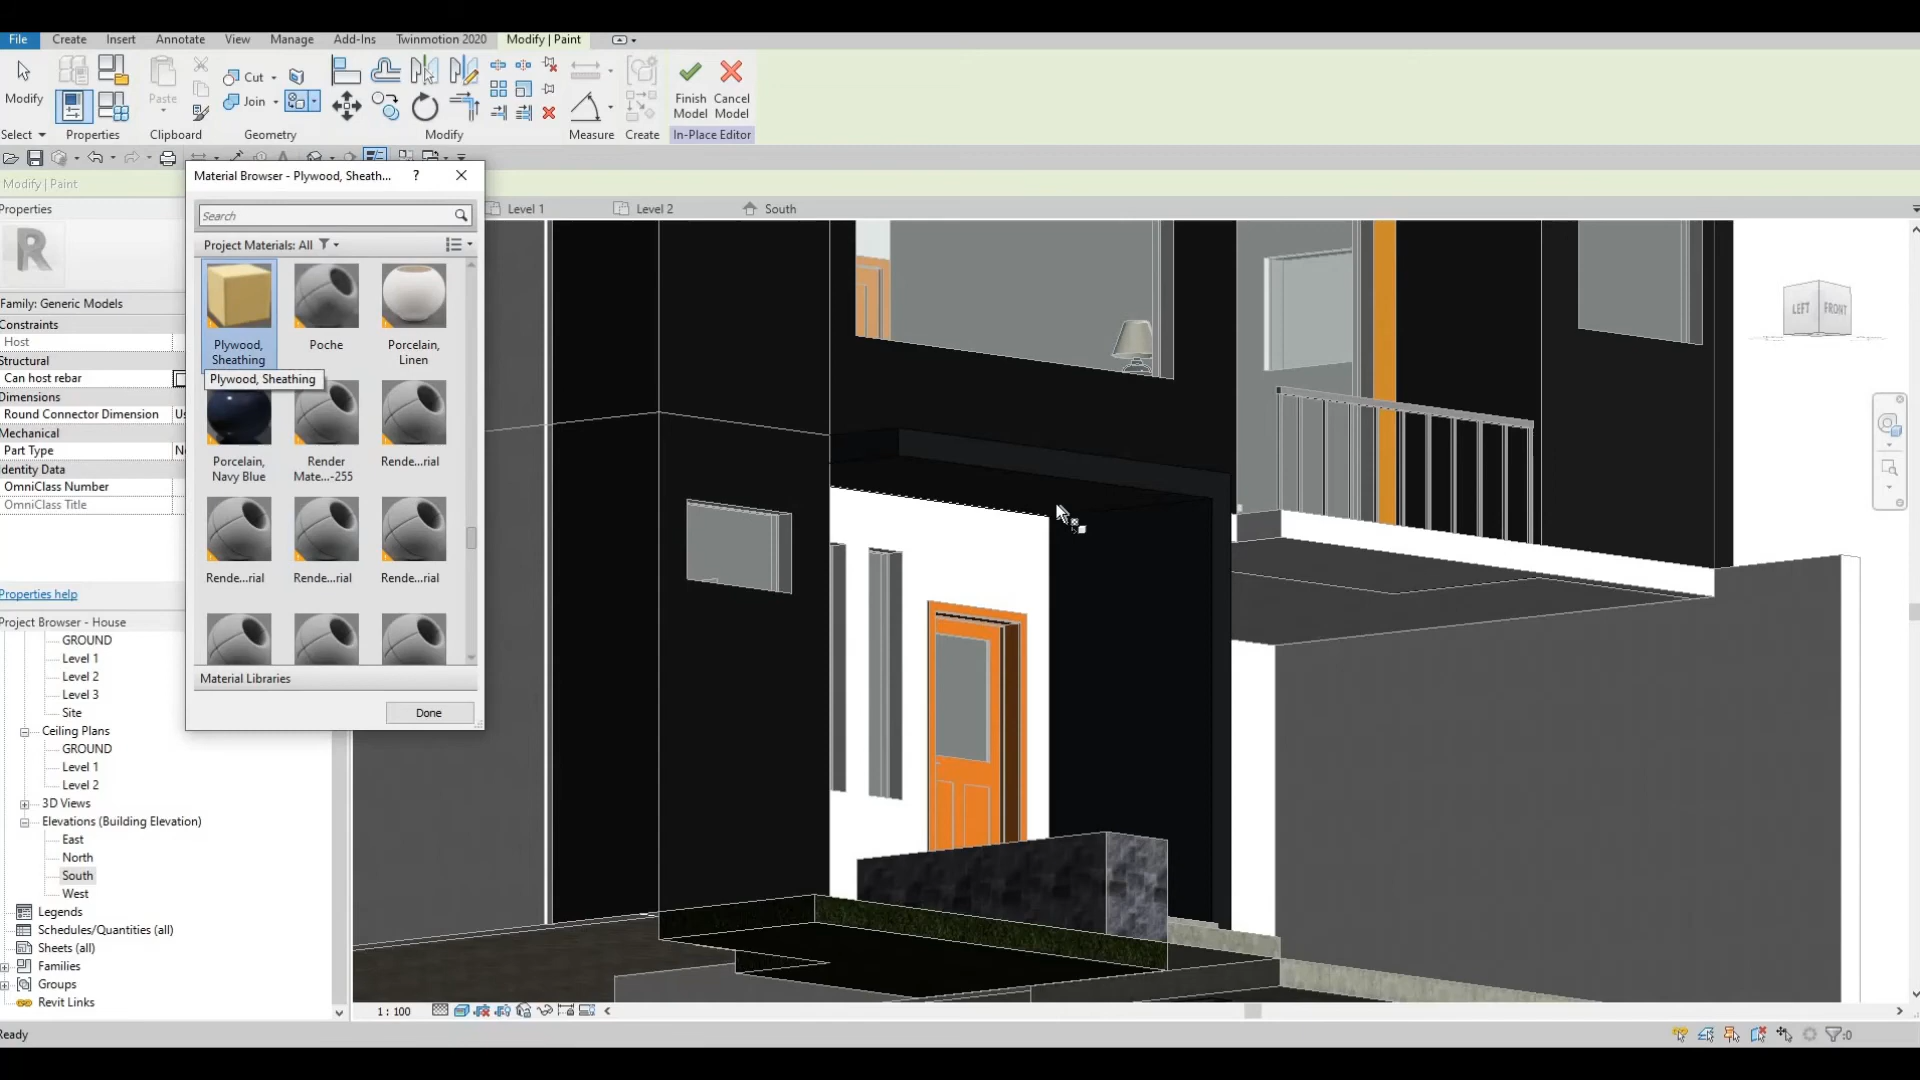 File Create Insert Annotate View Manage Add-Ins Twinmotion 2020 Modify | Paint
Modify
Paste
Cut
Join
Finish Model
Cancel Model
Select Properties Clipboard Geometry Modify Measure Create In-Place Editor
Modify | Paint
Properties
R
Family: Generic Models
Constraints
Host
Structural
Can host rebar
Dimensions
Round Connector Dimension Us
Mechanical
Part Type N
Identity Data
OmniClass Number
OmniClass Title
Properties help
Project Browser - House
GROUND
Level 1
Level 2
Level 3
Site
Ceiling Plans
GROUND
Level 1
Level 2
3D Views
Elevations (Building Elevation)
East
North
South
West
Legends
Schedules/Quantities (all)
Sheets (all)
Families
Groups
Revit Links
Ready
Material Browser - Plywood, Sheath... ?
Search
Project Materials: All
Plywood, Sheathing
Poche
Porcelain, Linen
Plywood, Sheathing
Porcelain, Navy Blue
Render Mate...-255
Rende...rial
Rende...rial
Rende...rial
Rende...rial
Material Libraries
Done
Level 1
Level 2
South
LEFT
FRONT
1 : 100
:0